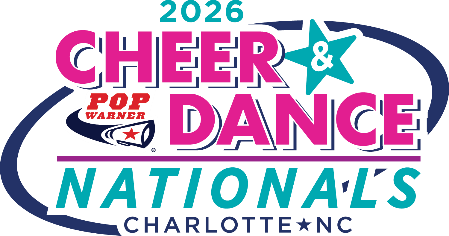 2026
CHEER &
POP
WARNER
®
DANCE
NATIONALS
CHARLOTTE★NC